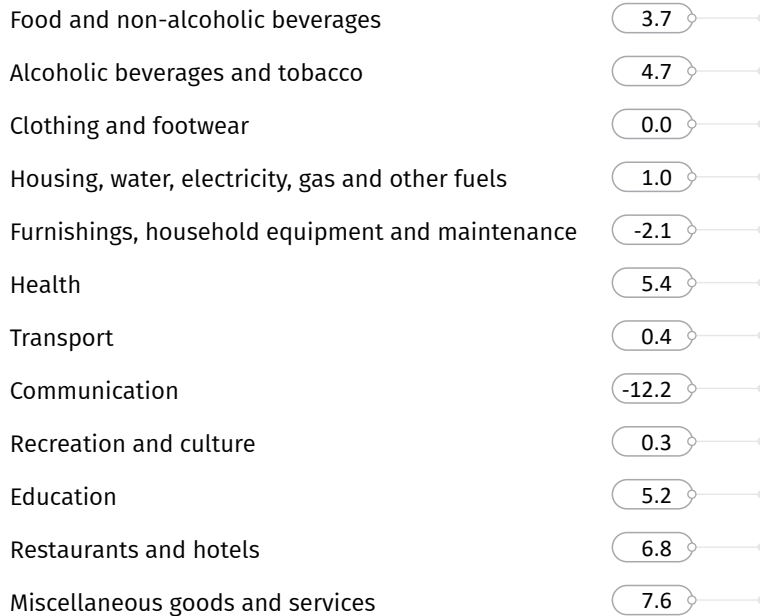 Food and non-alcoholic beverages 3.7
Alcoholic beverages and tobacco 4.7
Clothing and footwear 0.0
Housing, water, electricity, gas and other fuels 1.0
Furnishings, household equipment and maintenance -2.1
Health 5.4
Transport 0.4
Communication -12.2
Recreation and culture 0.3
Education 5.2
Restaurants and hotels 6.8
Miscellaneous goods and services 7.6